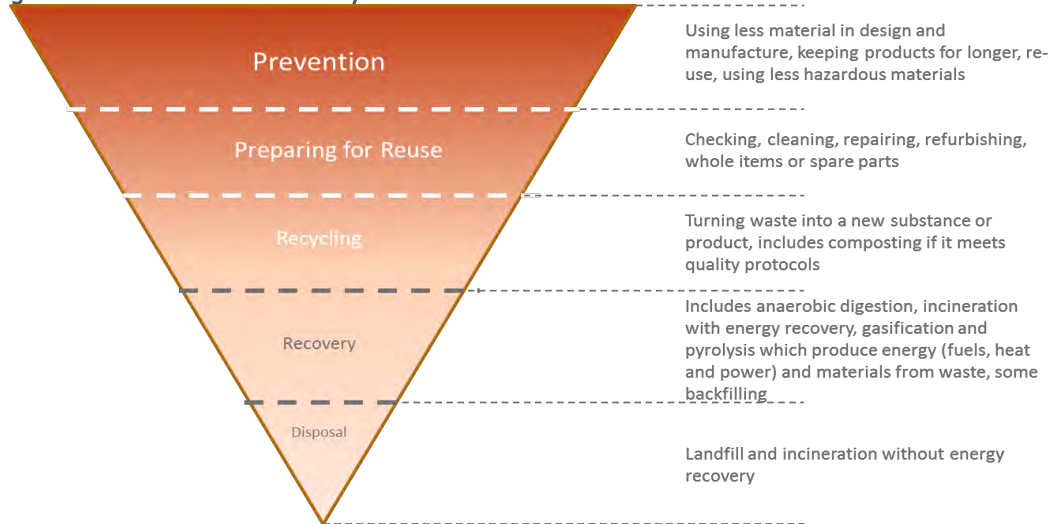 Prevention
Using less material in design and
manufacture, keeping products for longer, re-
use, using less hazardous materials
Preparing for Reuse
Checking, cleaning, repairing, refurbishing,
whole items or spare parts
Recycling
Turning waste into a new substance or
product, includes composting if it meets
quality protocols
Recovery
Includes anaerobic digestion, incineration
with energy recovery, gasification and
pyrolysis which produce energy (fuels, heat
and power) and materials from waste, some
backfilling
Disposal
Landfill and incineration without energy
recovery